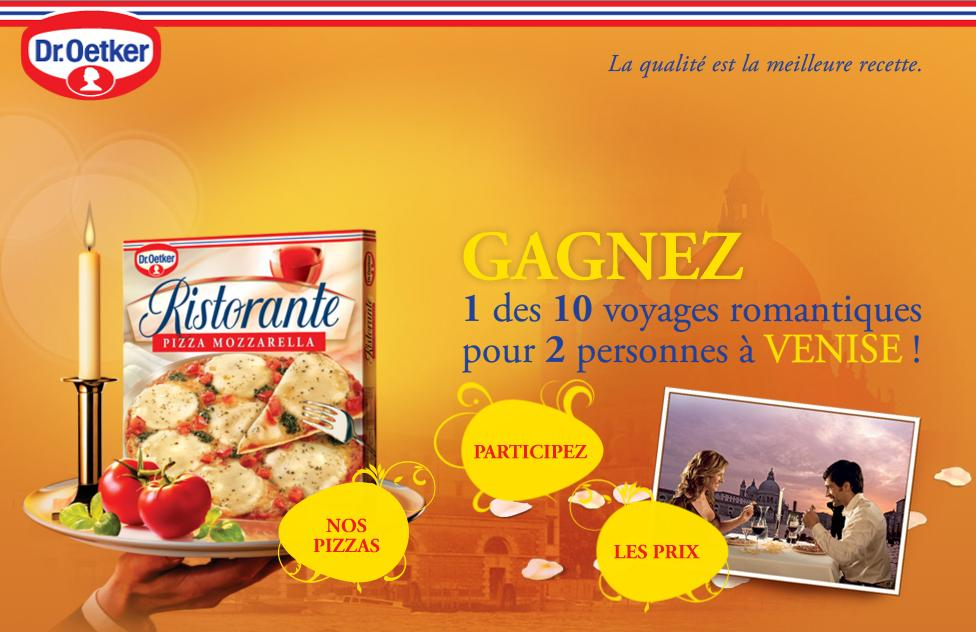 Dr.Oetker
La qualité est la meilleure recette.
Dr.Oetker
Ristorante
PIZZA MOZZARELLA
Ristorante
GAGNEZ
1 des 10 voyages romantiques
pour 2 personnes à VENISE !
PARTICIPEZ
NOS
PIZZAS
LES PRIX